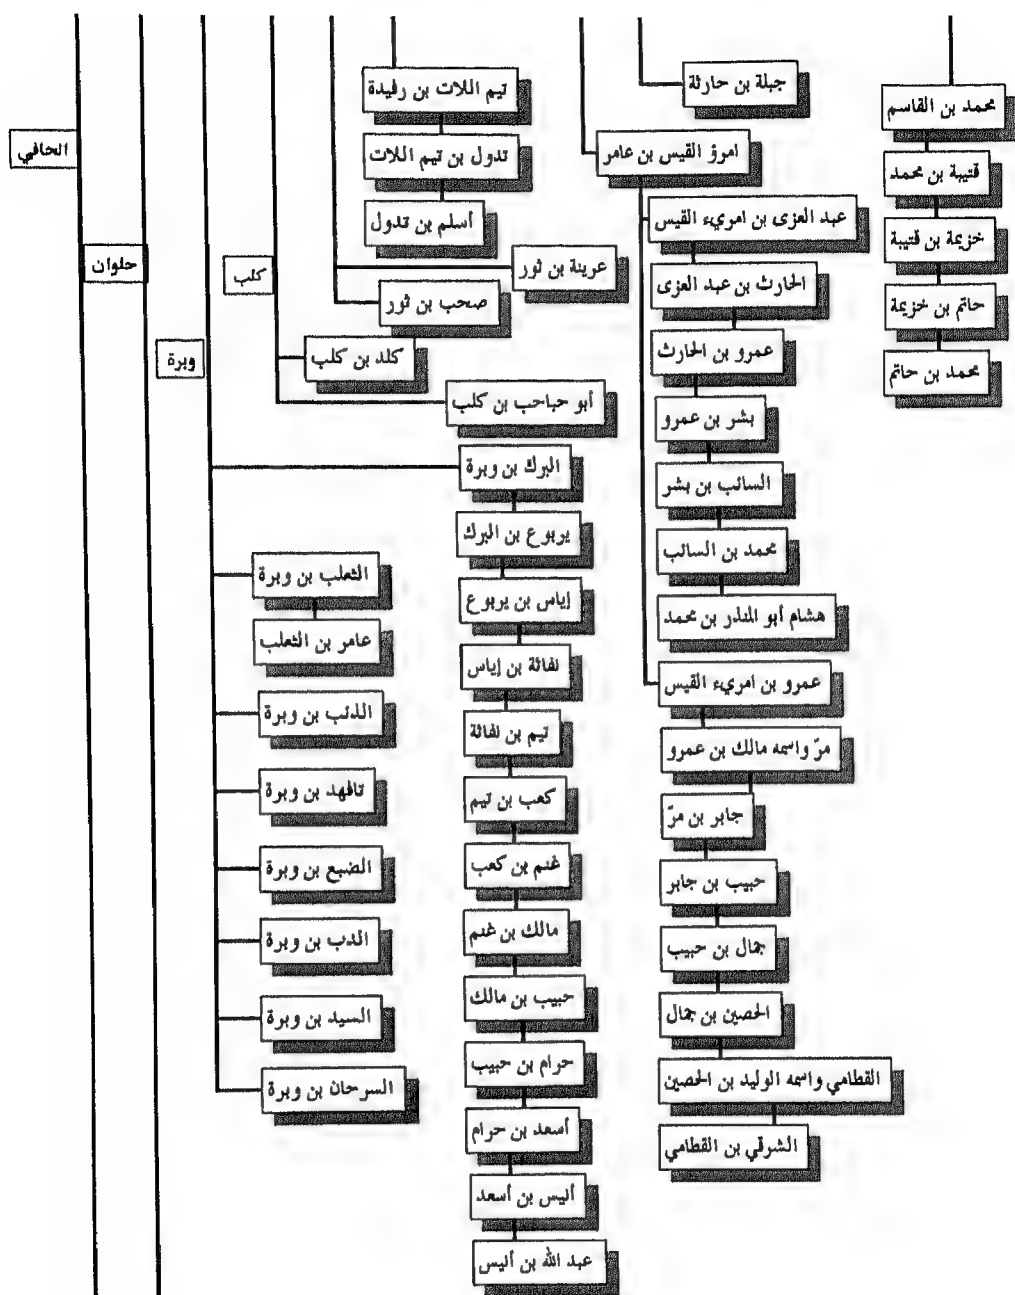 محمد بن القاسم
قتيبة بن محمد
خزيمة بن قتيبة
حاتم بن خزيمة
محمد بن حاتم
جبلة بن حارثة
امرؤ القيس بن عامر
عبد العزى بن امريء القيس
الحارث بن عبد العزى
عمرو بن الحارث
بشر بن عمرو
السائب بن بشر
محمد بن السائب
هشام أبو المنذر بن محمد
عمرو بن امريء القيس
مرّ واسمه مالك بن عمرو
جابر بن مرّ
حبيب بن جابر
جمال بن حبيب
الحصين بن جمال
القطامي واسمه الوليد بن الحصين
الشرقي بن القطامي
تيم اللات بن رفيدة
تدول بن تيم اللات
أسلم بن تدول
عرينة بن ثور
صحب بن ثور
كلب
كلد بن كلب
أبو حباحب بن كلب
وبرة
البرك بن وبرة
يربوع بن البرك
إياس بن يربوع
نفاثة بن إياس
تيم بن نفاثة
كعب بن تيم
غنم بن كعب
مالك بن غنم
حبيب بن مالك
حرام بن حبيب
أسعد بن حرام
أنيس بن أسعد
عبد الله بن أنيس
الثعلب بن وبرة
عامر بن الثعلب
الذئب بن وبرة
تافهد بن وبرة
الضبع بن وبرة
الدب بن وبرة
السيد بن وبرة
السرحان بن وبرة
حلوان
الحافي